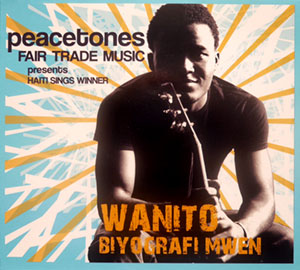 peacetones
FAIR TRADE MUSIC
presents
HAITI SINGS WINNER
WANITO
BIYOGRAFI MWEN